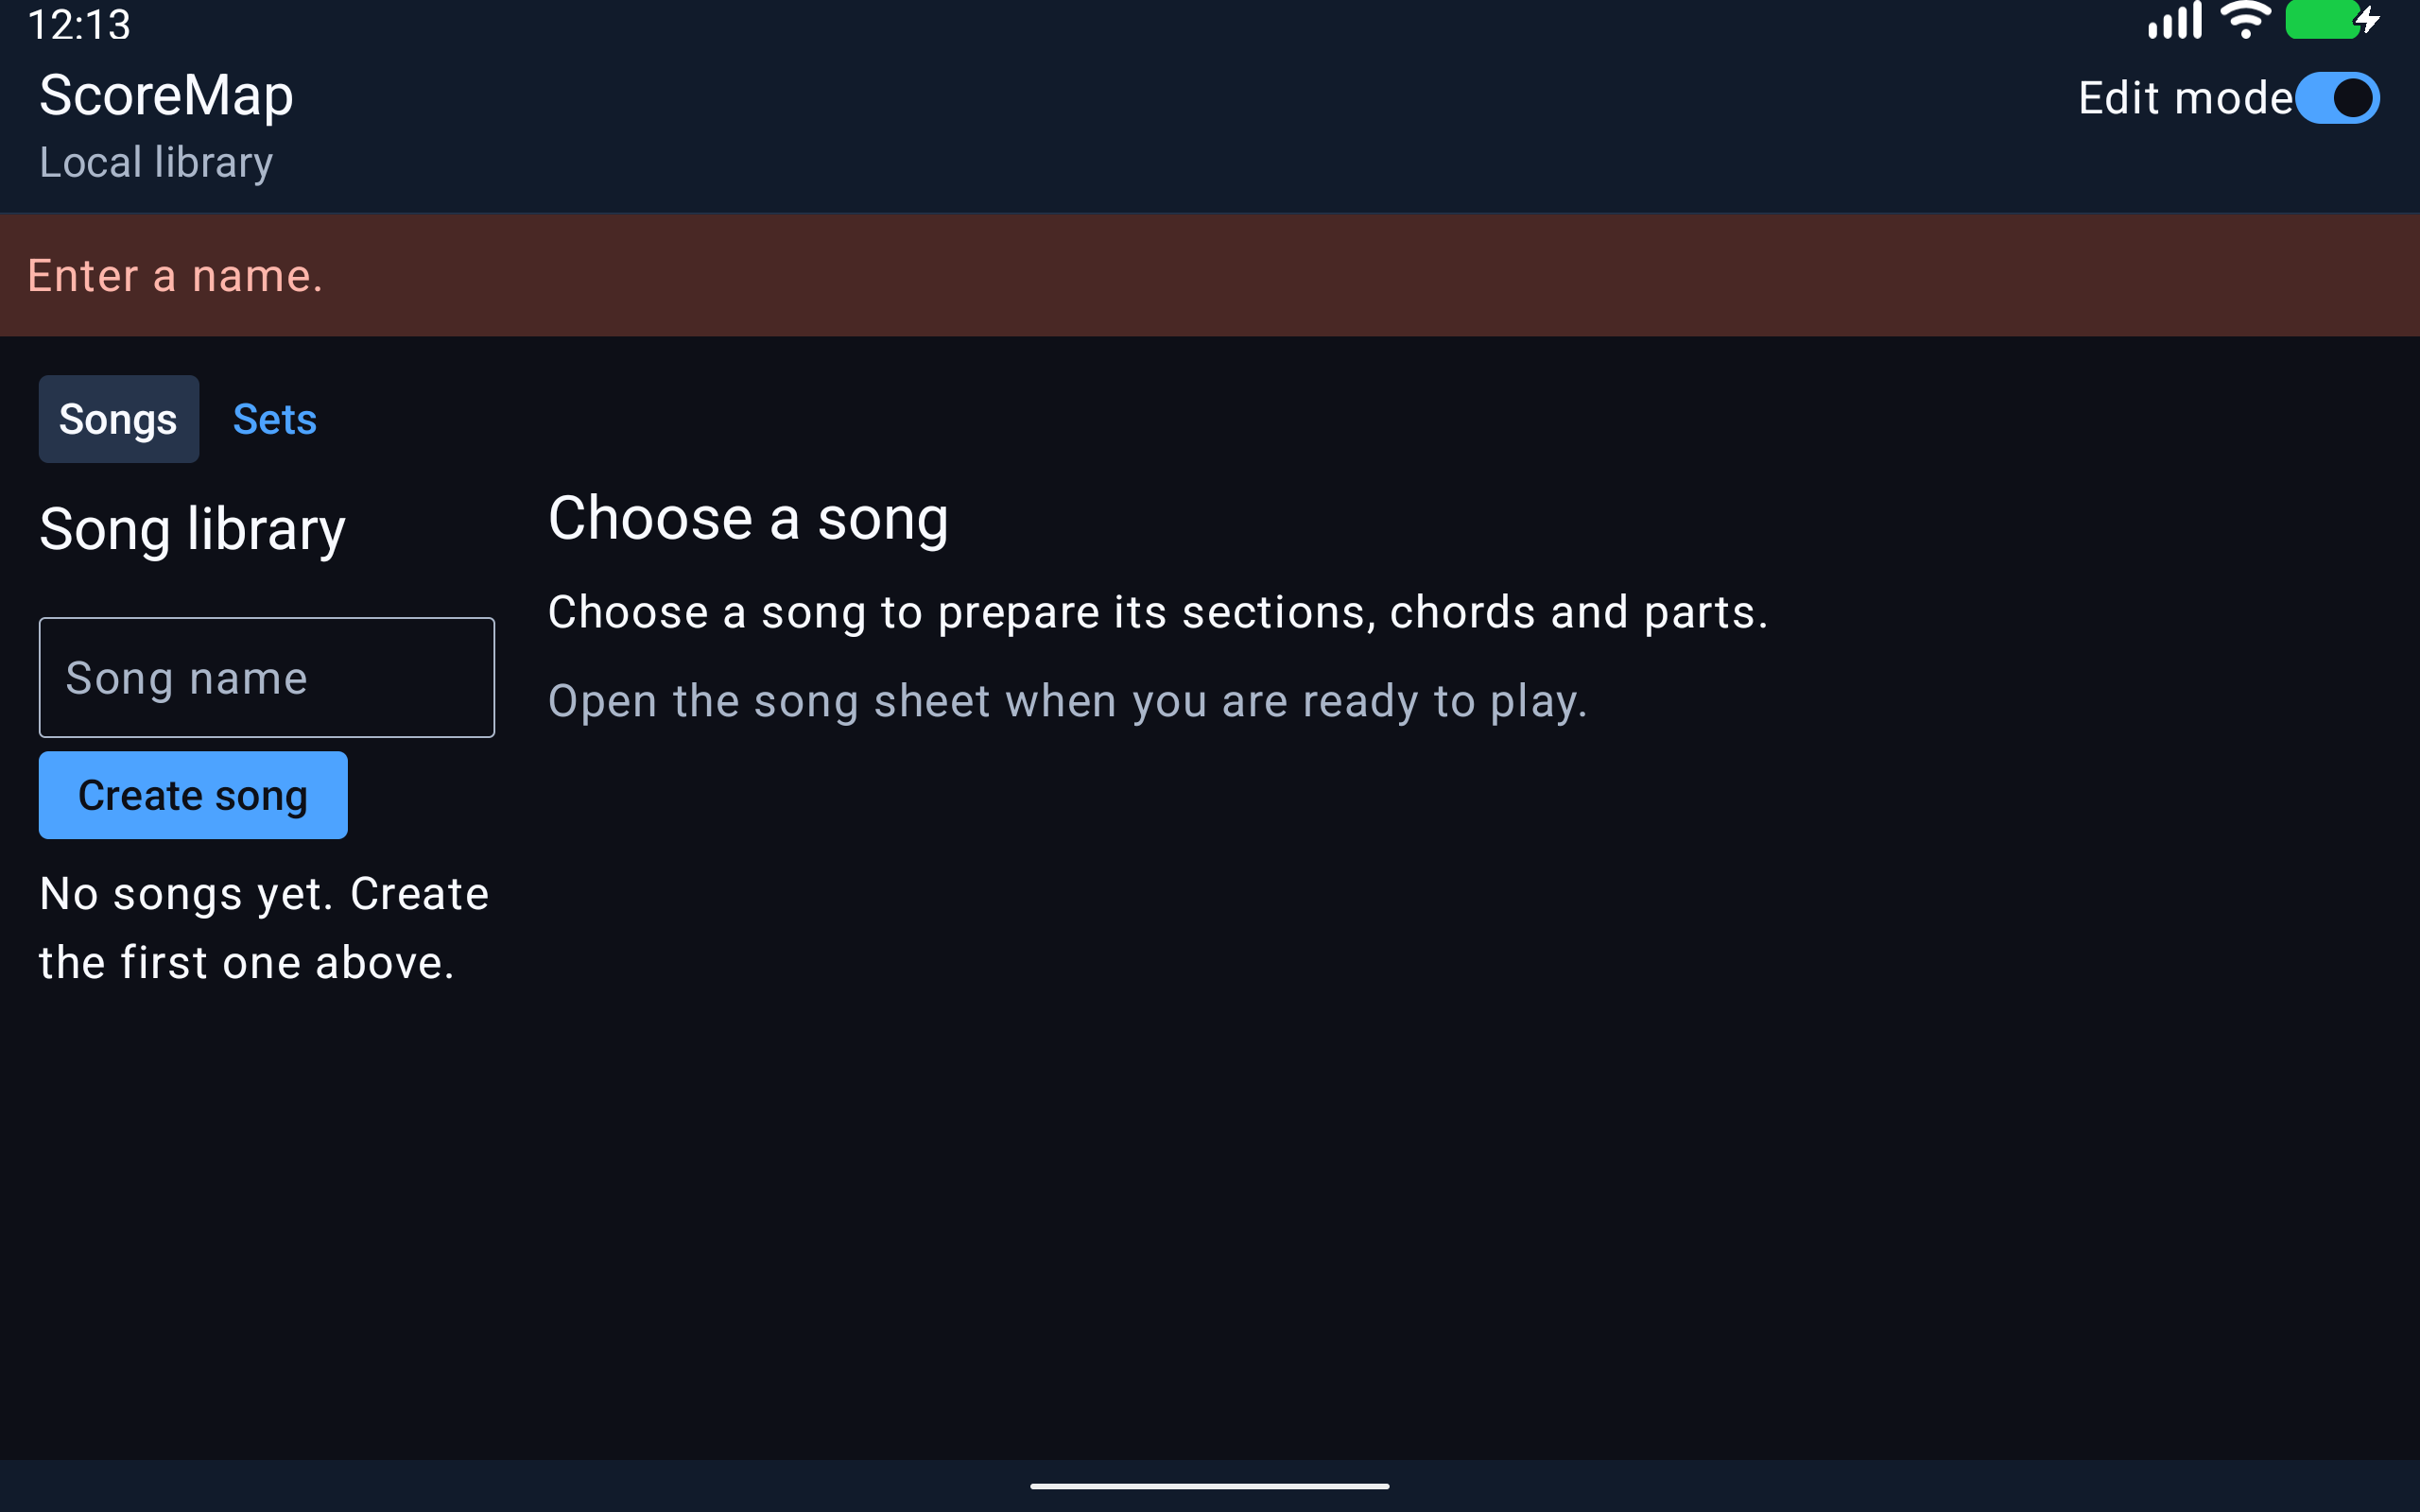 12:13
ScoreMap
Edit mode
Local library
Enter a name.
Songs
Sets
Song library
Choose a song
Choose a song to prepare its sections, chords and parts.
Song name
Open the song sheet when you are ready to play.
Create song
No songs yet. Create
the first one above.